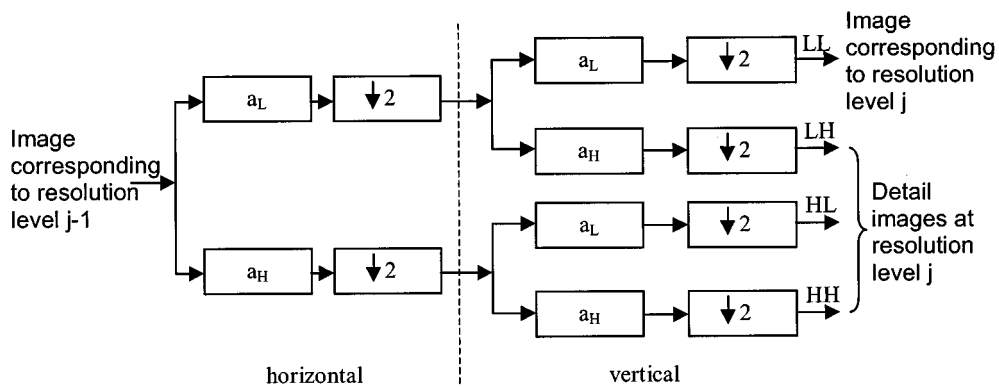 Image
corresponding
to resolution
level j-1
a_L
↓2
a_H
↓2
a_L
↓2
LL
a_H
↓2
LH
a_L
↓2
HL
a_H
↓2
HH
Image
corresponding
to resolution
level j
Detail
images at
resolution
level j
horizontal
vertical